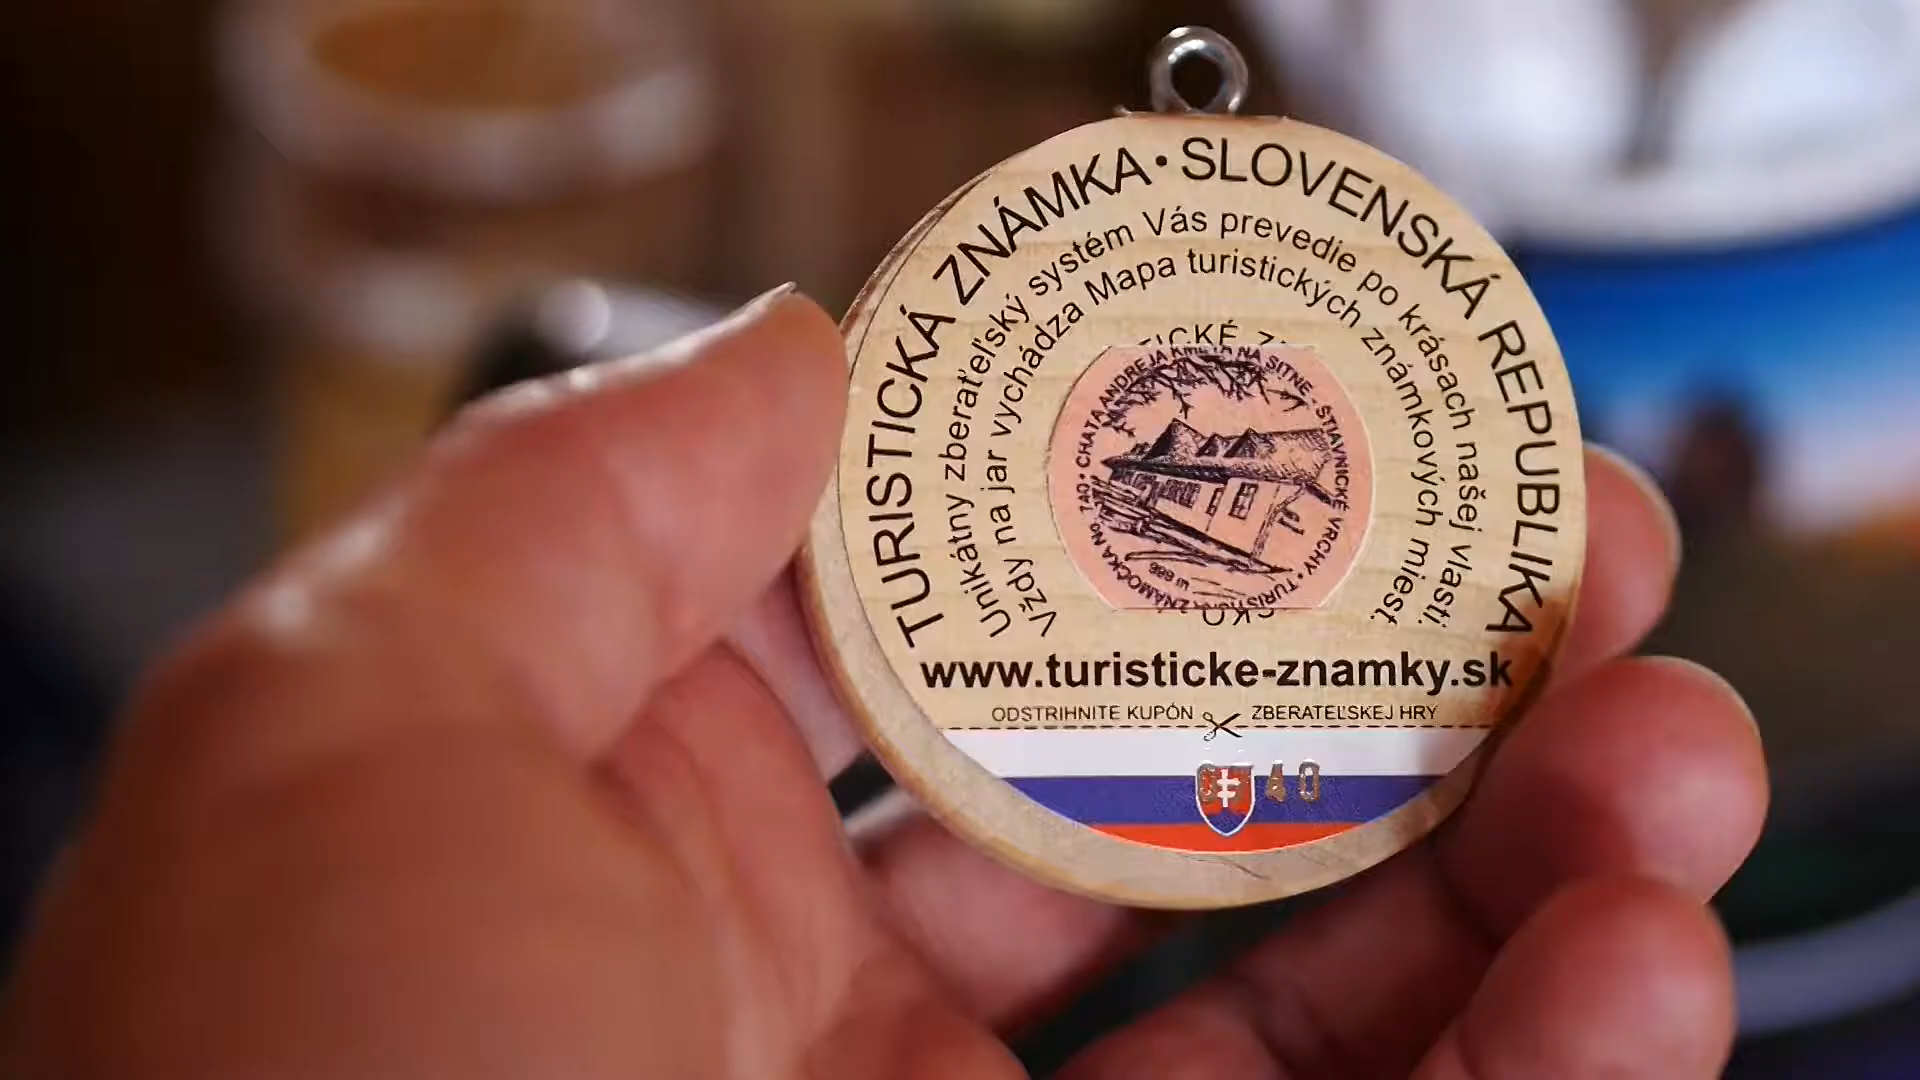 TURISTICKÁ ZNÁMKA • SLOVENSKÁ REPUBLIKA
Unikátny zberateľský systém Vás prevedie po krásach našej vlasti.
Vždy na jar vychádza Mapa turistických známkových miest.
CHATA ANDREJA KMEŤA NA SITNE - ŠTIAVNICKÉ VRCHY •
ZNÁMOČKA No. 740 •
www.turisticke-znamky.sk
ODSTRIHNITE KUPÓN ZBERATEĽSKEJ HRY
40